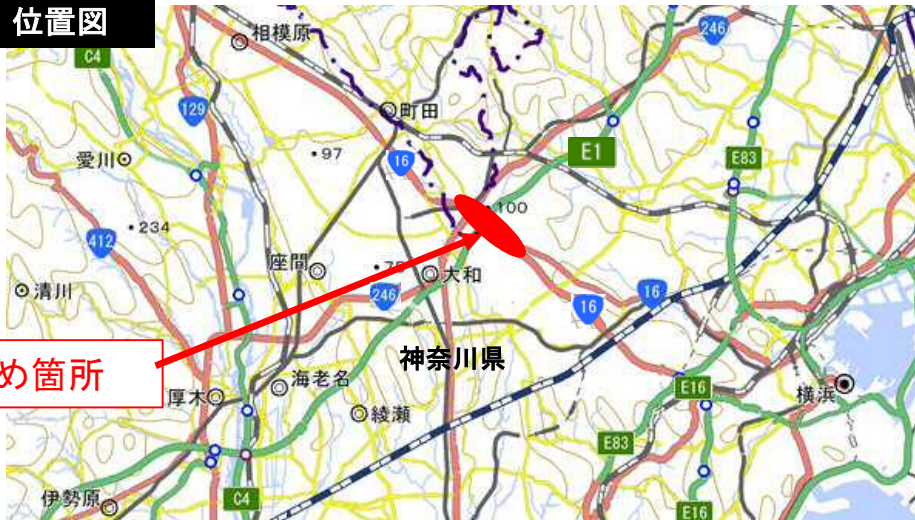 位置図
相模原
246
C4
129
町田
E1
16
・97
E83
愛川
・100
・234
412
座間
・75
大和
清川
246
16
16
神奈川県
め箇所
海老名
厚木
E16
横浜
綾瀬
E83
C4
伊勢原
E16